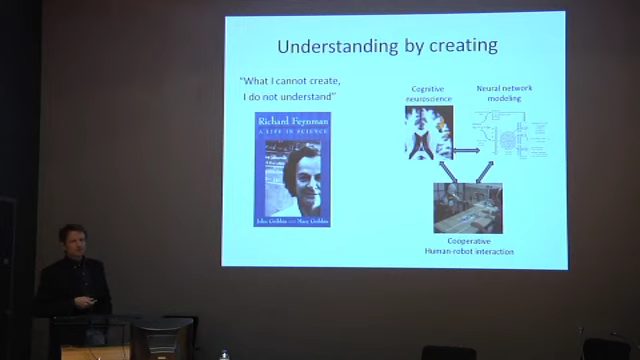 Understanding by creating
"What I cannot create,
I do not understand"
Richard Feynman
A LIFE IN SCIENCE
John Gribbin and Mary Gribbin
Cognitive
neuroscience
Neural network
modeling
Cooperative
Human-robot interaction